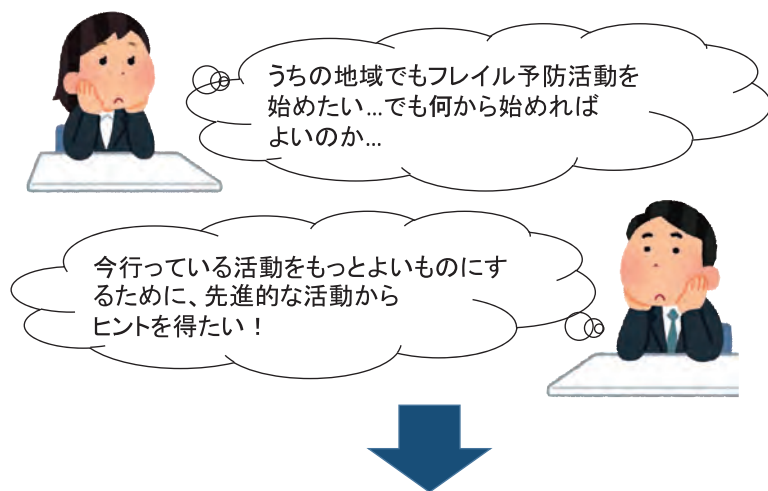 うちの地域でもフレイル予防活動を
始めたい...でも何から始めれば
よいのか...
今行っている活動をもっとよいものにす
るために、先進的な活動から
ヒントを得たい！